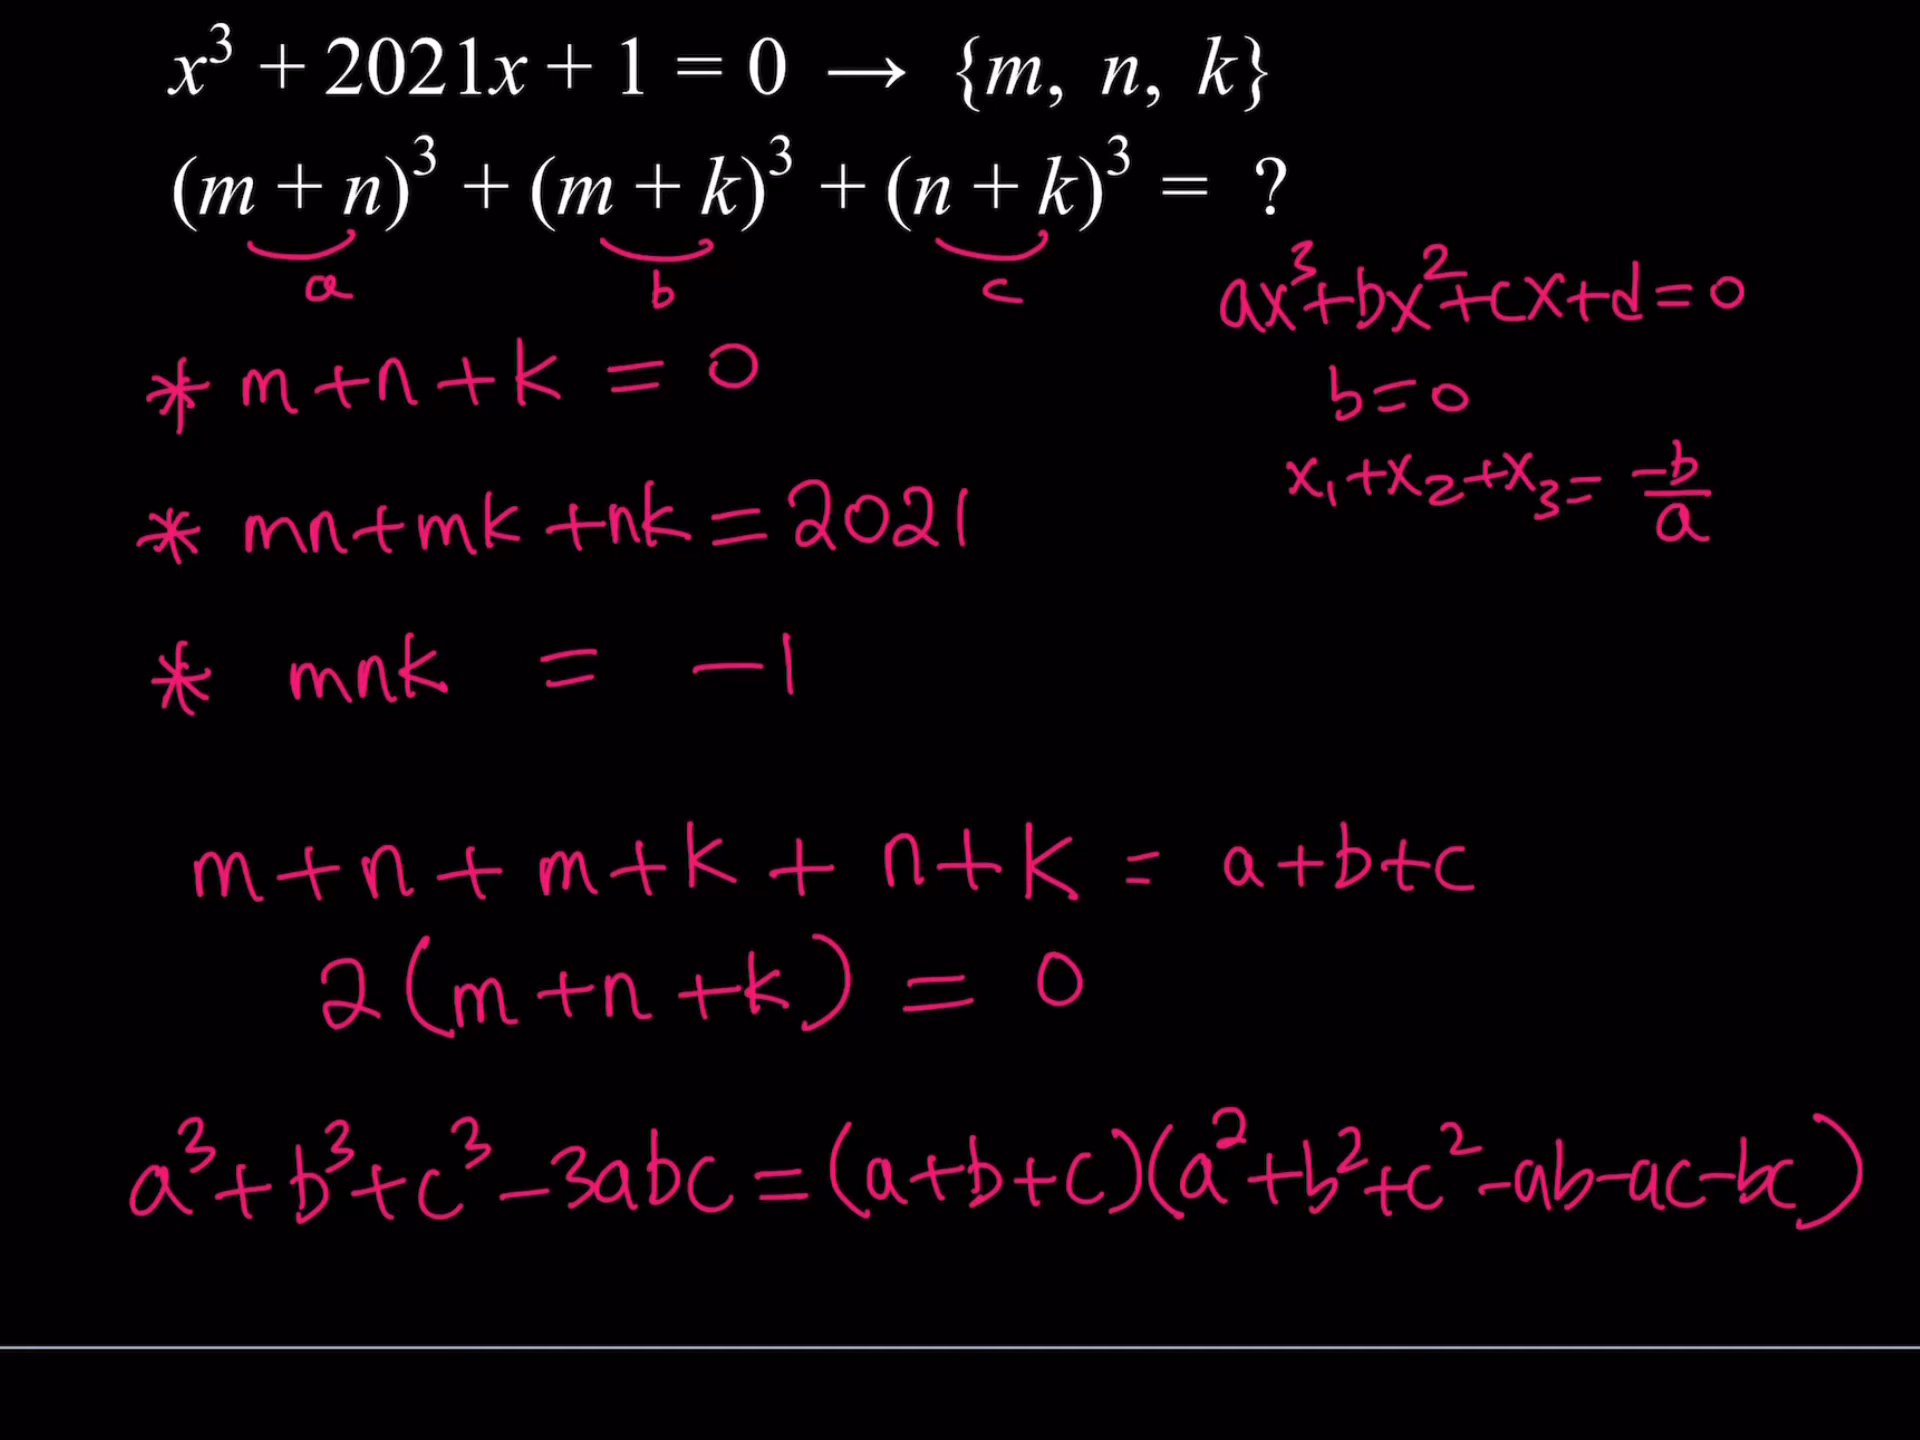 x³ + 2021x + 1 = 0 → {m, n, k}
(m + n)³ + (m + k)³ + (n + k)³ = ?
a b c
ax³+bx²+cx+d=0
* m+n+k = 0
b=0
x₁+x₂+x₃= -b/a
* mn+mk+nk=2021
* mnk = -1
m+n+m+k+n+k = a+b+c
2(m+n+k) = 0
a³+b³+c³-3abc=(a+b+c)(a²+b²+c²-ab-ac-bc)